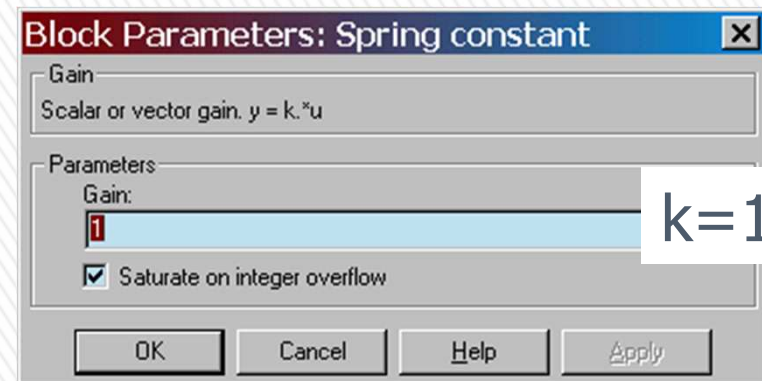 Block Parameters: Spring constant
Gain
Scalar or vector gain. y = k.*u
Parameters
Gain:
1
k=1
Saturate on integer overflow
OK Cancel Help Apply